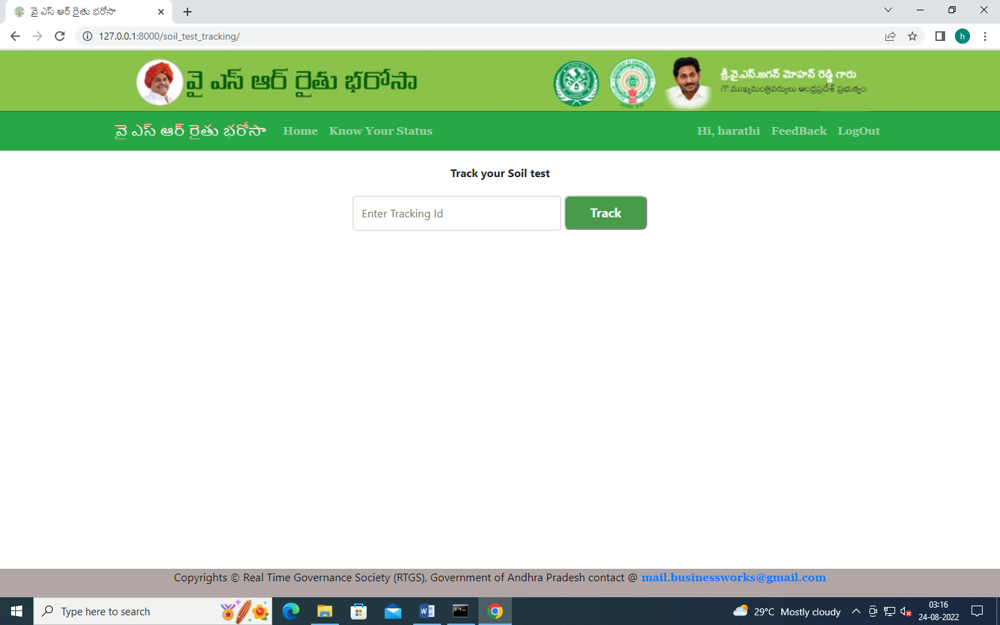 వై ఎస్ ఆర్ రైతు భరోసా
127.0.0.1:8000/soil_test_tracking/
h
వై ఎస్ ఆర్ రైతు భరోసా
శ్రీ.వై.ఎస్.జగన్ మోహన్ రెడ్డి గారు
గౌ.ముఖ్యమంత్రివర్యులు ఆంధ్రప్రదేశ్ ప్రభుత్వం
వై ఎస్ ఆర్ రైతు భరోసా Home Know Your Status Hi, harathi FeedBack LogOut
Track your Soil test
Enter Tracking Id Track
Copyrights © Real Time Governance Society (RTGS), Government of Andhra Pradesh contact @ mail.businessworks@gmail.com
Type here to search
29°C Mostly cloudy
03:16
24-08-2022